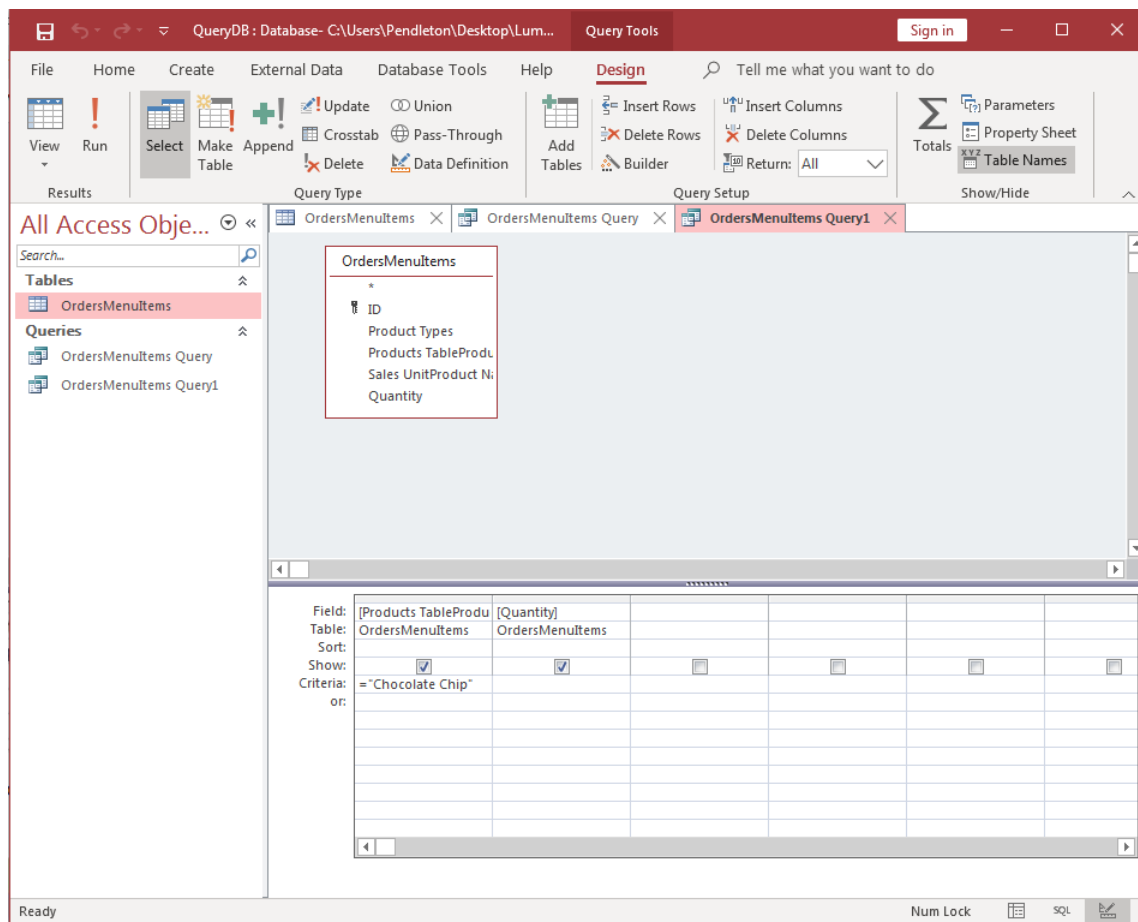 QueryDB : Database- C:\Users\Pendleton\Desktop\Lum... Query Tools Sign in
File Home Create External Data Database Tools Help Design Tell me what you want to do
View Run Select Make Table Append Update Crosstab Delete Union Pass-Through Data Definition Add Tables Insert Rows Delete Rows Builder Insert Columns Delete Columns Return: All Totals Parameters Property Sheet XYZ Table Names
Results Query Type Query Setup Show/Hide
All Access Obje...
Search...
Tables
OrdersMenuItems
Queries
OrdersMenuItems Query
OrdersMenuItems Query1
OrdersMenuItems OrdersMenuItems Query OrdersMenuItems Query1
OrdersMenuItems
*
ID
Product Types
Products TableProdu
Sales UnitProduct Na
Quantity
Field: [Products TableProdu [Quantity]
Table: OrdersMenuItems OrdersMenuItems
Sort:
Show:
Criteria: ="Chocolate Chip"
or:
Ready Num Lock SQL